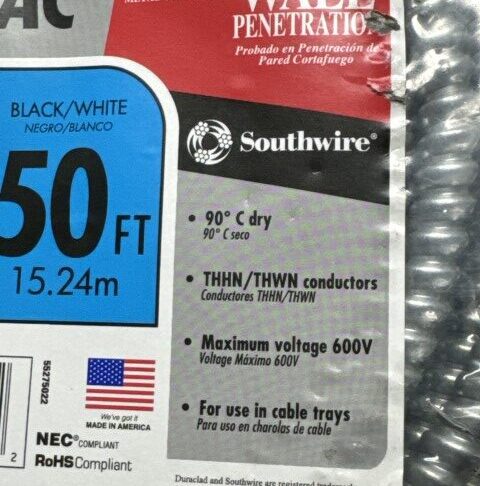 AC
WALL
PENETRATION
Probado en Penetración de
Pared Cortafuego
BLACK/WHITE
NEGRO/BLANCO
50 FT
15.24m
Southwire®
• 90° C dry
90° C seco
• THHN/THWN conductors
Conductores THHN/THWN
• Maximum voltage 600V
Voltage Máximo 600V
• For use in cable trays
Para uso en charolas de cable
55275022
We've got it
MADE IN AMERICA
NEC® COMPLIANT
RoHS Compliant
2
Duraclad and Southwire are registered